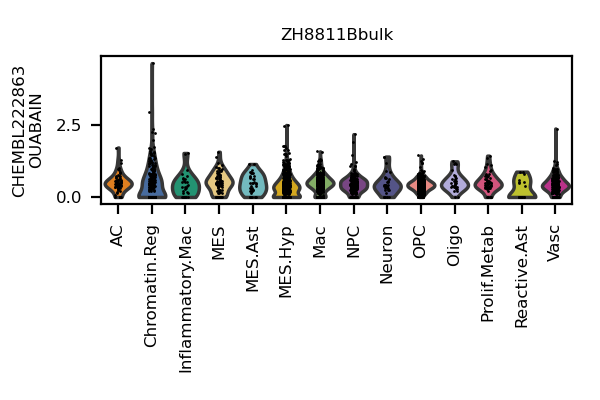 ZH8811Bbulk
CHEMBL222863
OUABAIN
2.5
0.0
AC
Chromatin.Reg
Inflammatory.Mac
MES
MES.Ast
MES.Hyp
Mac
NPC
Neuron
OPC
Oligo
Prolif.Metab
Reactive.Ast
Vasc